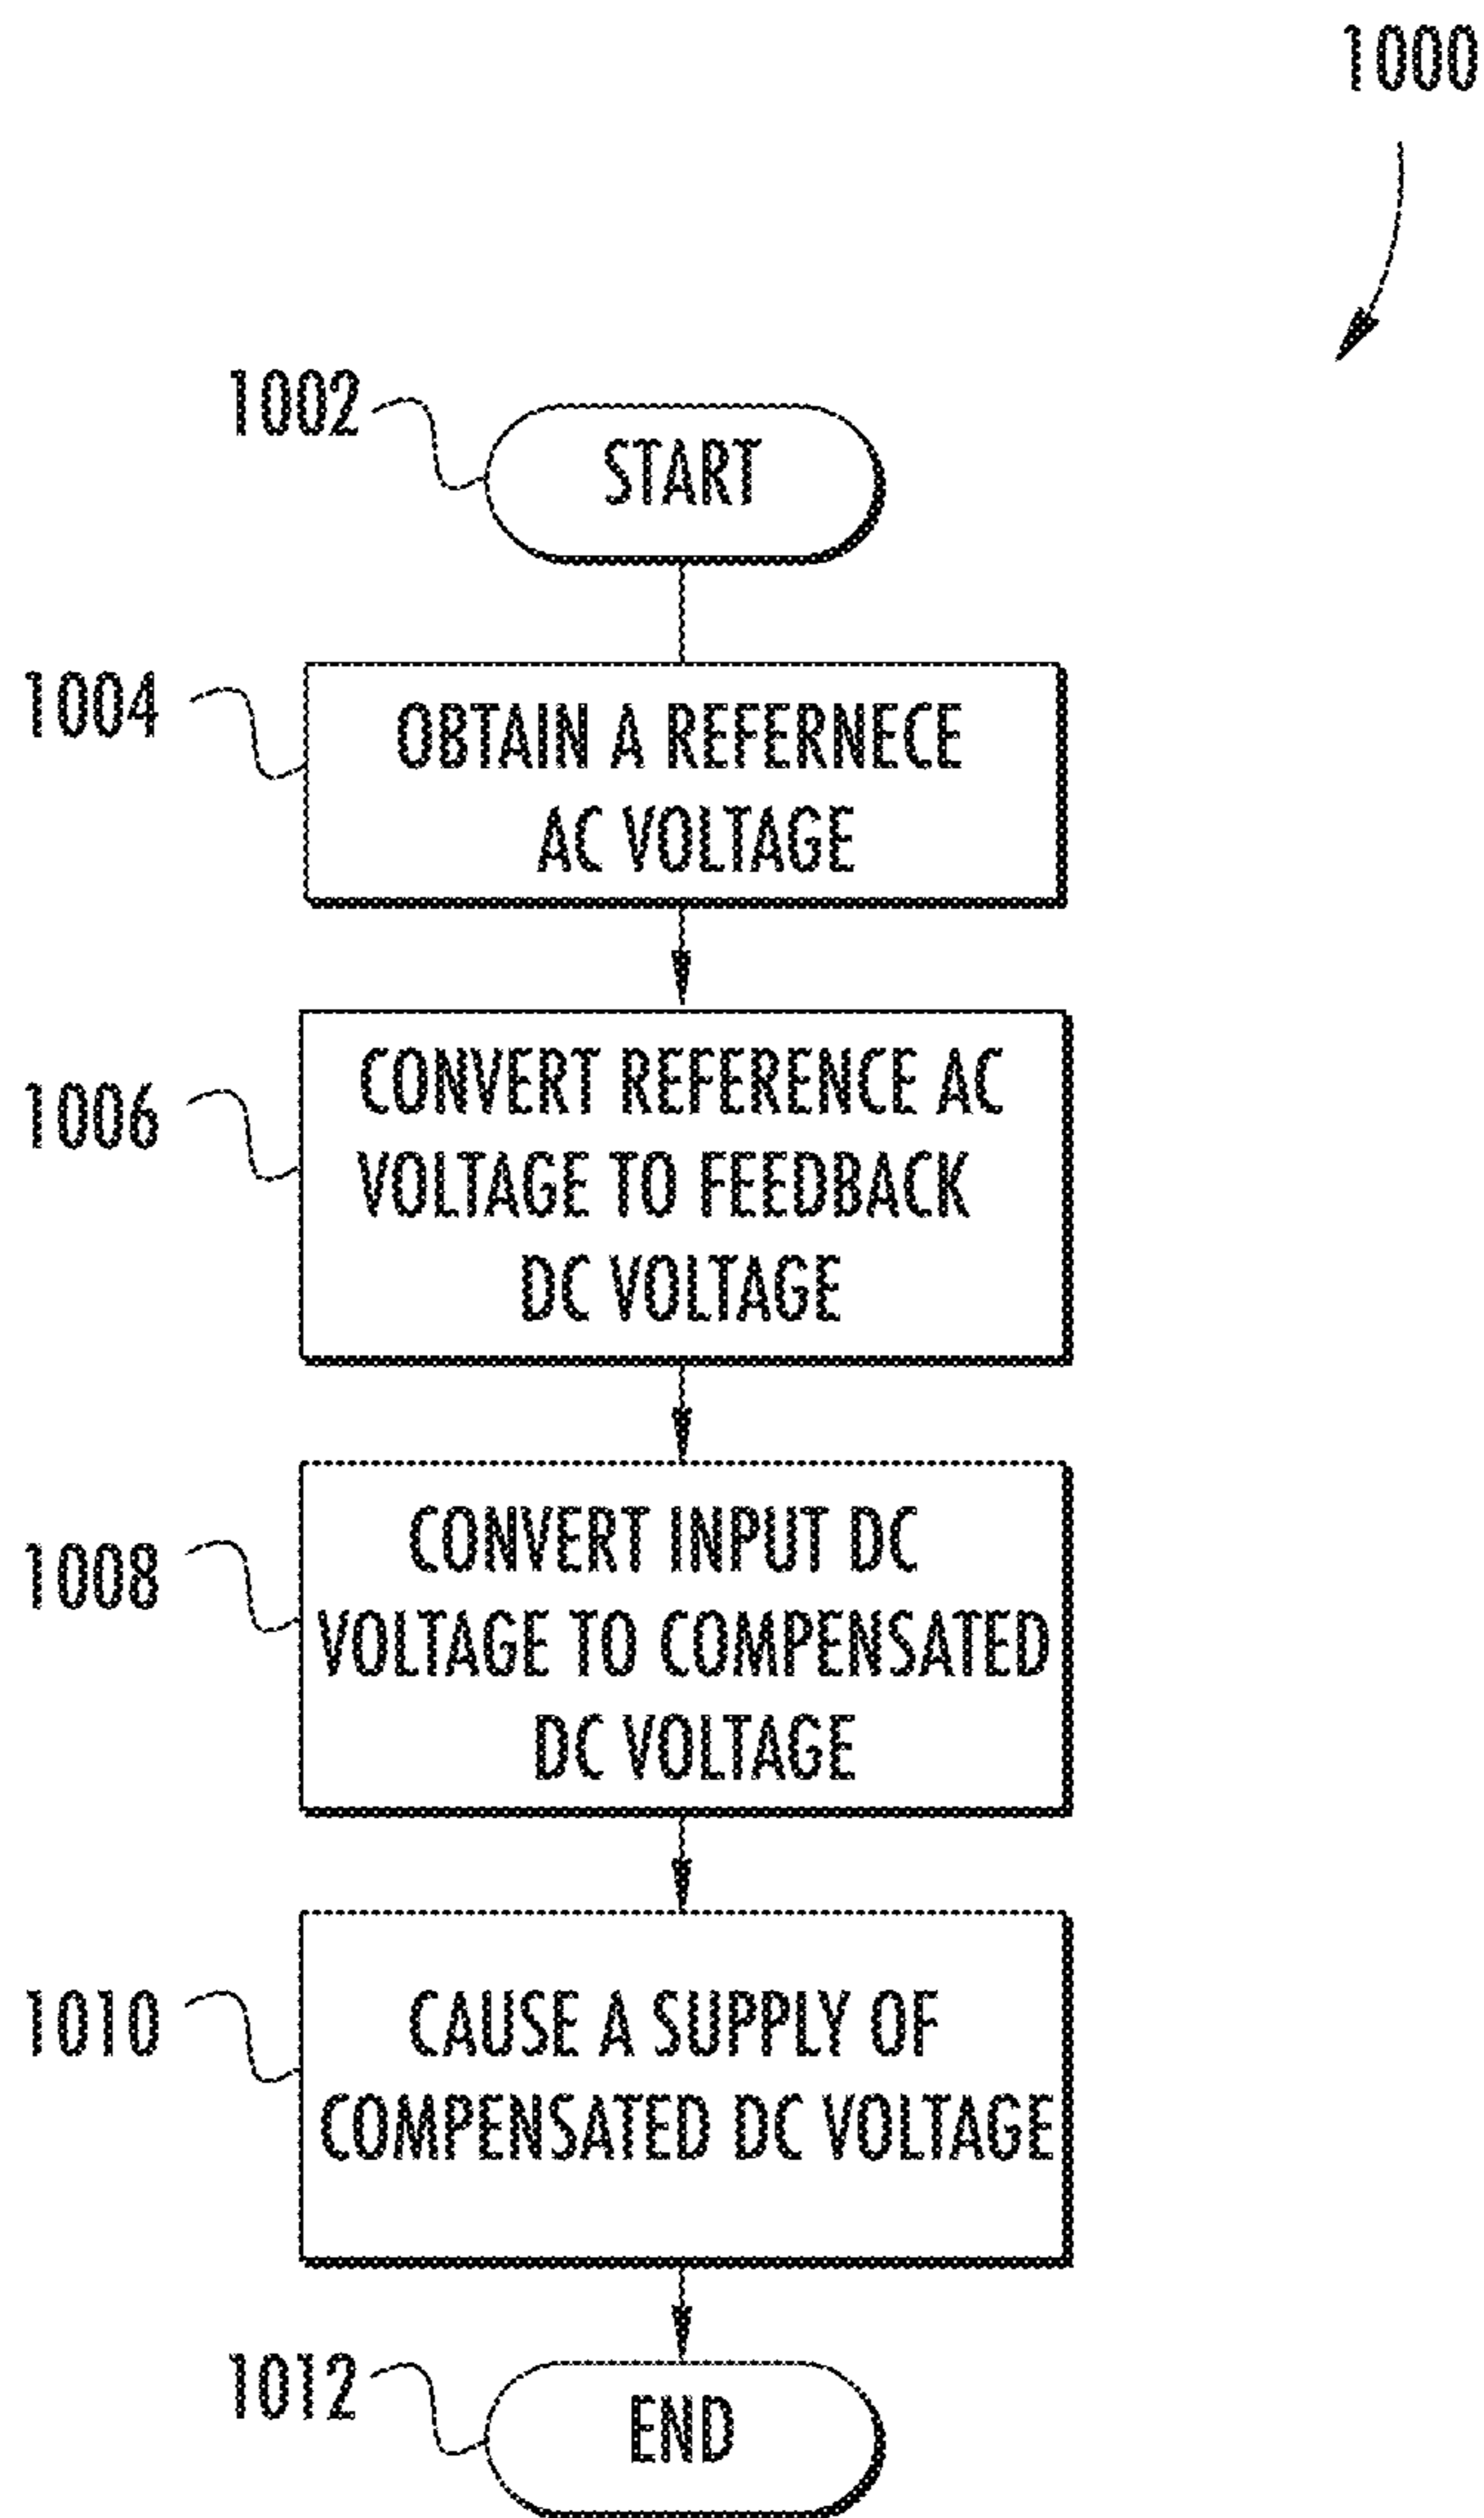 1000
1002
START
1004
OBTAIN A REFERNECE
AC VOLTAGE
1006
CONVERT REFERENCE AC
VOLTAGE TO FEEDBACK
DC VOLTAGE
1008
CONVERT INPUT DC
VOLTAGE TO COMPENSATED
DC VOLTAGE
1010
CAUSE A SUPPLY OF
COMPENSATED DC VOLTAGE
1012
END